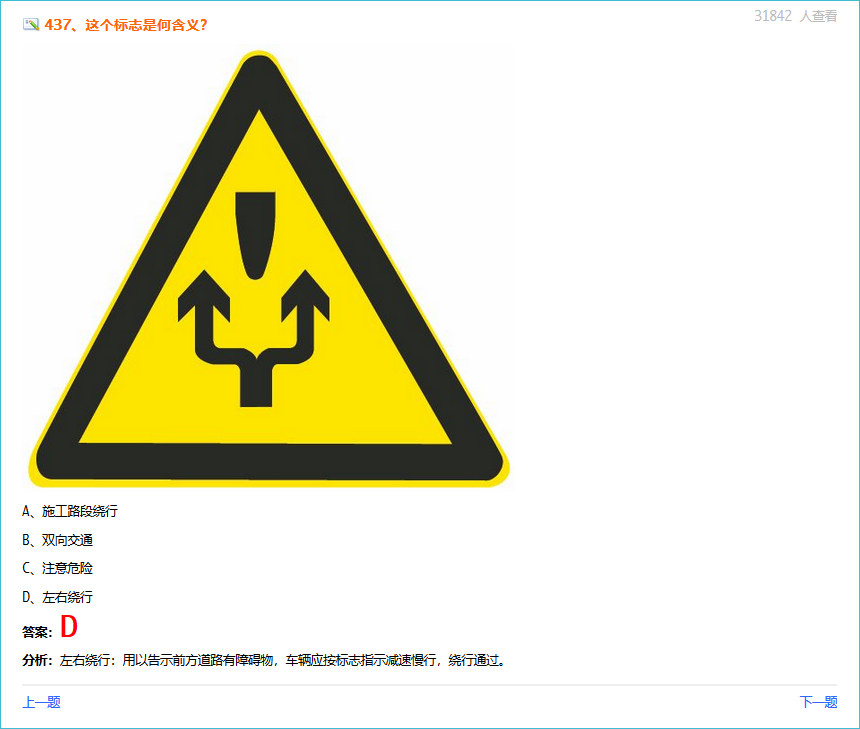 437、这个标志是何含义？
31842 人查看
A、施工路段绕行
B、双向交通
C、注意危险
D、左右绕行
答案：D
分析：左右绕行：用以告示前方道路有障碍物，车辆应按标志指示减速慢行，绕行通过。
上一题
下一题